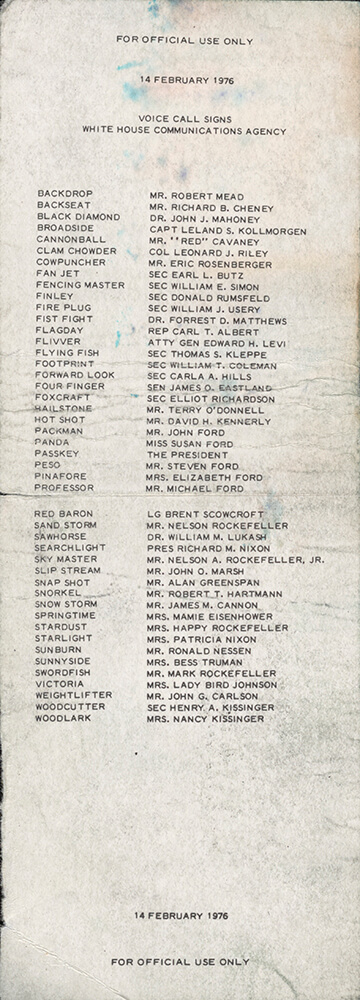 FOR OFFICIAL USE ONLY
14 FEBRUARY 1976
VOICE CALL SIGNS
WHITE HOUSE COMMUNICATIONS AGENCY
BACKDROP MR. ROBERT MEAD
BACKSEAT MR. RICHARD B. CHENEY
BLACK DIAMOND DR. JOHN J. MAHONEY
BROADSIDE CAPT LELAND S. KOLLMORGEN
CANNONBALL MR. ""RED" CAVANEY
CLAM CHOWDER COL LEONARD J. RILEY
COWPUNCHER MR. ERIC ROSENBERGER
FAN JET SEC EARL L. BUTZ
FENCING MASTER SEC WILLIAM E. SIMON
FINLEY SEC DONALD RUMSFELD
FIRE PLUG SEC WILLIAM J. USERY
FIST FIGHT DR. FORREST D. MATTHEWS
FLAGDAY REP CARL T. ALBERT
FLIVVER ATTY GEN EDWARD H. LEVI
FLYING FISH SEC THOMAS S. KLEPPE
FOOTPRINT SEC WILLIAM T. COLEMAN
FORWARD LOOK SEC CARLA A. HILLS
FOUR FINGER SEN JAMES O. EASTLAND
FOXCRAFT SEC ELLIOT RICHARDSON
HAILSTONE MR. TERRY O'DONNELL
HOT SHOT MR. DAVID H. KENNERLY
PACKMAN MR. JOHN FORD
PANDA MISS SUSAN FORD
PASSKEY THE PRESIDENT
PESO MR. STEVEN FORD
PINAFORE MRS. ELIZABETH FORD
PROFESSOR MR. MICHAEL FORD
RED BARON LG BRENT SCOWCROFT
SAND STORM MR. NELSON ROCKEFELLER
SAWHORSE DR. WILLIAM M. LUKASH
SEARCHLIGHT PRES RICHARD M. NIXON
SKY MASTER MR. NELSON A. ROCKEFELLER, JR.
SLIP STREAM MR. JOHN O. MARSH
SNAP SHOT MR. ALAN GREENSPAN
SNORKEL MR. ROBERT T. HARTMANN
SNOW STORM MR. JAMES M. CANNON
SPRINGTIME MRS. MAMIE EISENHOWER
STARDUST MRS. HAPPY ROCKEFELLER
STARLIGHT MRS. PATRICIA NIXON
SUNBURN MR. RONALD NESSEN
SUNNYSIDE MRS. BESS TRUMAN
SWORDFISH MR. MARK ROCKEFELLER
VICTORIA MRS. LADY BIRD JOHNSON
WEIGHTLIFTER MR. JOHN G. CARLSON
WOODCUTTER SEC HENRY A. KISSINGER
WOODLARK MRS. NANCY KISSINGER
14 FEBRUARY 1976
FOR OFFICIAL USE ONLY